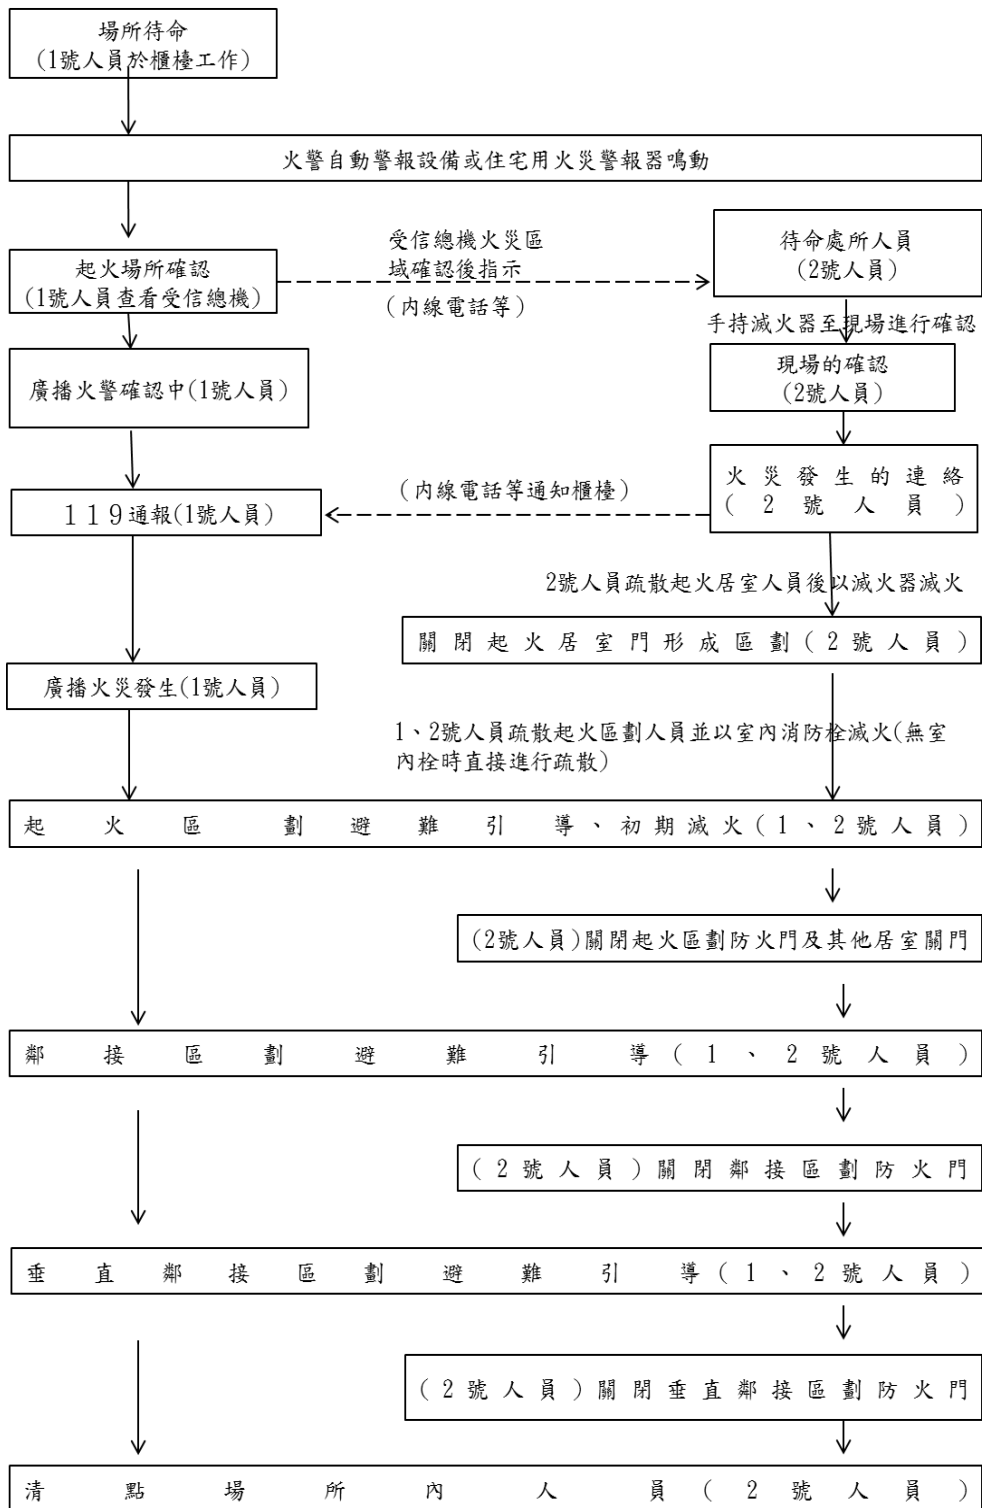 場所待命
(1號人員於櫃檯工作)
火警自動警報設備或住宅用火災警報器鳴動
受信總機火災區
域確認後指示
(內線電話等)
待命處所人員
(2號人員)
起火場所確認
(1號人員查看受信總機)
手持滅火器至現場進行確認
現場的確認
(2號人員)
廣播火警確認中(1號人員)
火災發生的連絡
(2號人員)
(內線電話等通知櫃檯)
119通報(1號人員)
2號人員疏散起火居室人員後以滅火器滅火
關閉起火居室門形成區劃(2號人員)
廣播火災發生(1號人員)
1、2號人員疏散起火區劃人員並以室內消防栓滅火(無室
內栓時直接進行疏散)
起火區劃避難引導、初期滅火(1、2號人員)
(2號人員)關閉起火區劃防火門及其他居室關門
鄰接區劃避難引導(1、2號人員)
(2號人員)關閉鄰接區劃防火門
垂直鄰接區劃避難引導(1、2號人員)
(2號人員)關閉垂直鄰接區劃防火門
清點場所內人員(2號人員)